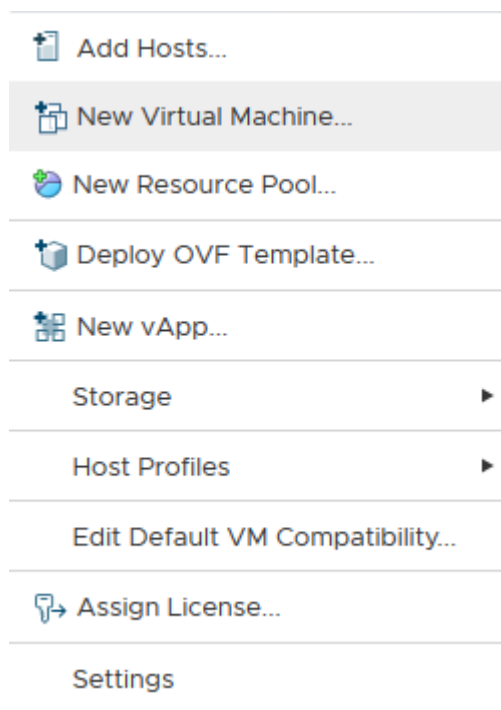 Add Hosts...
New Virtual Machine...
New Resource Pool...
Deploy OVF Template...
New vApp...
Storage
Host Profiles
Edit Default VM Compatibility...
Assign License...
Settings